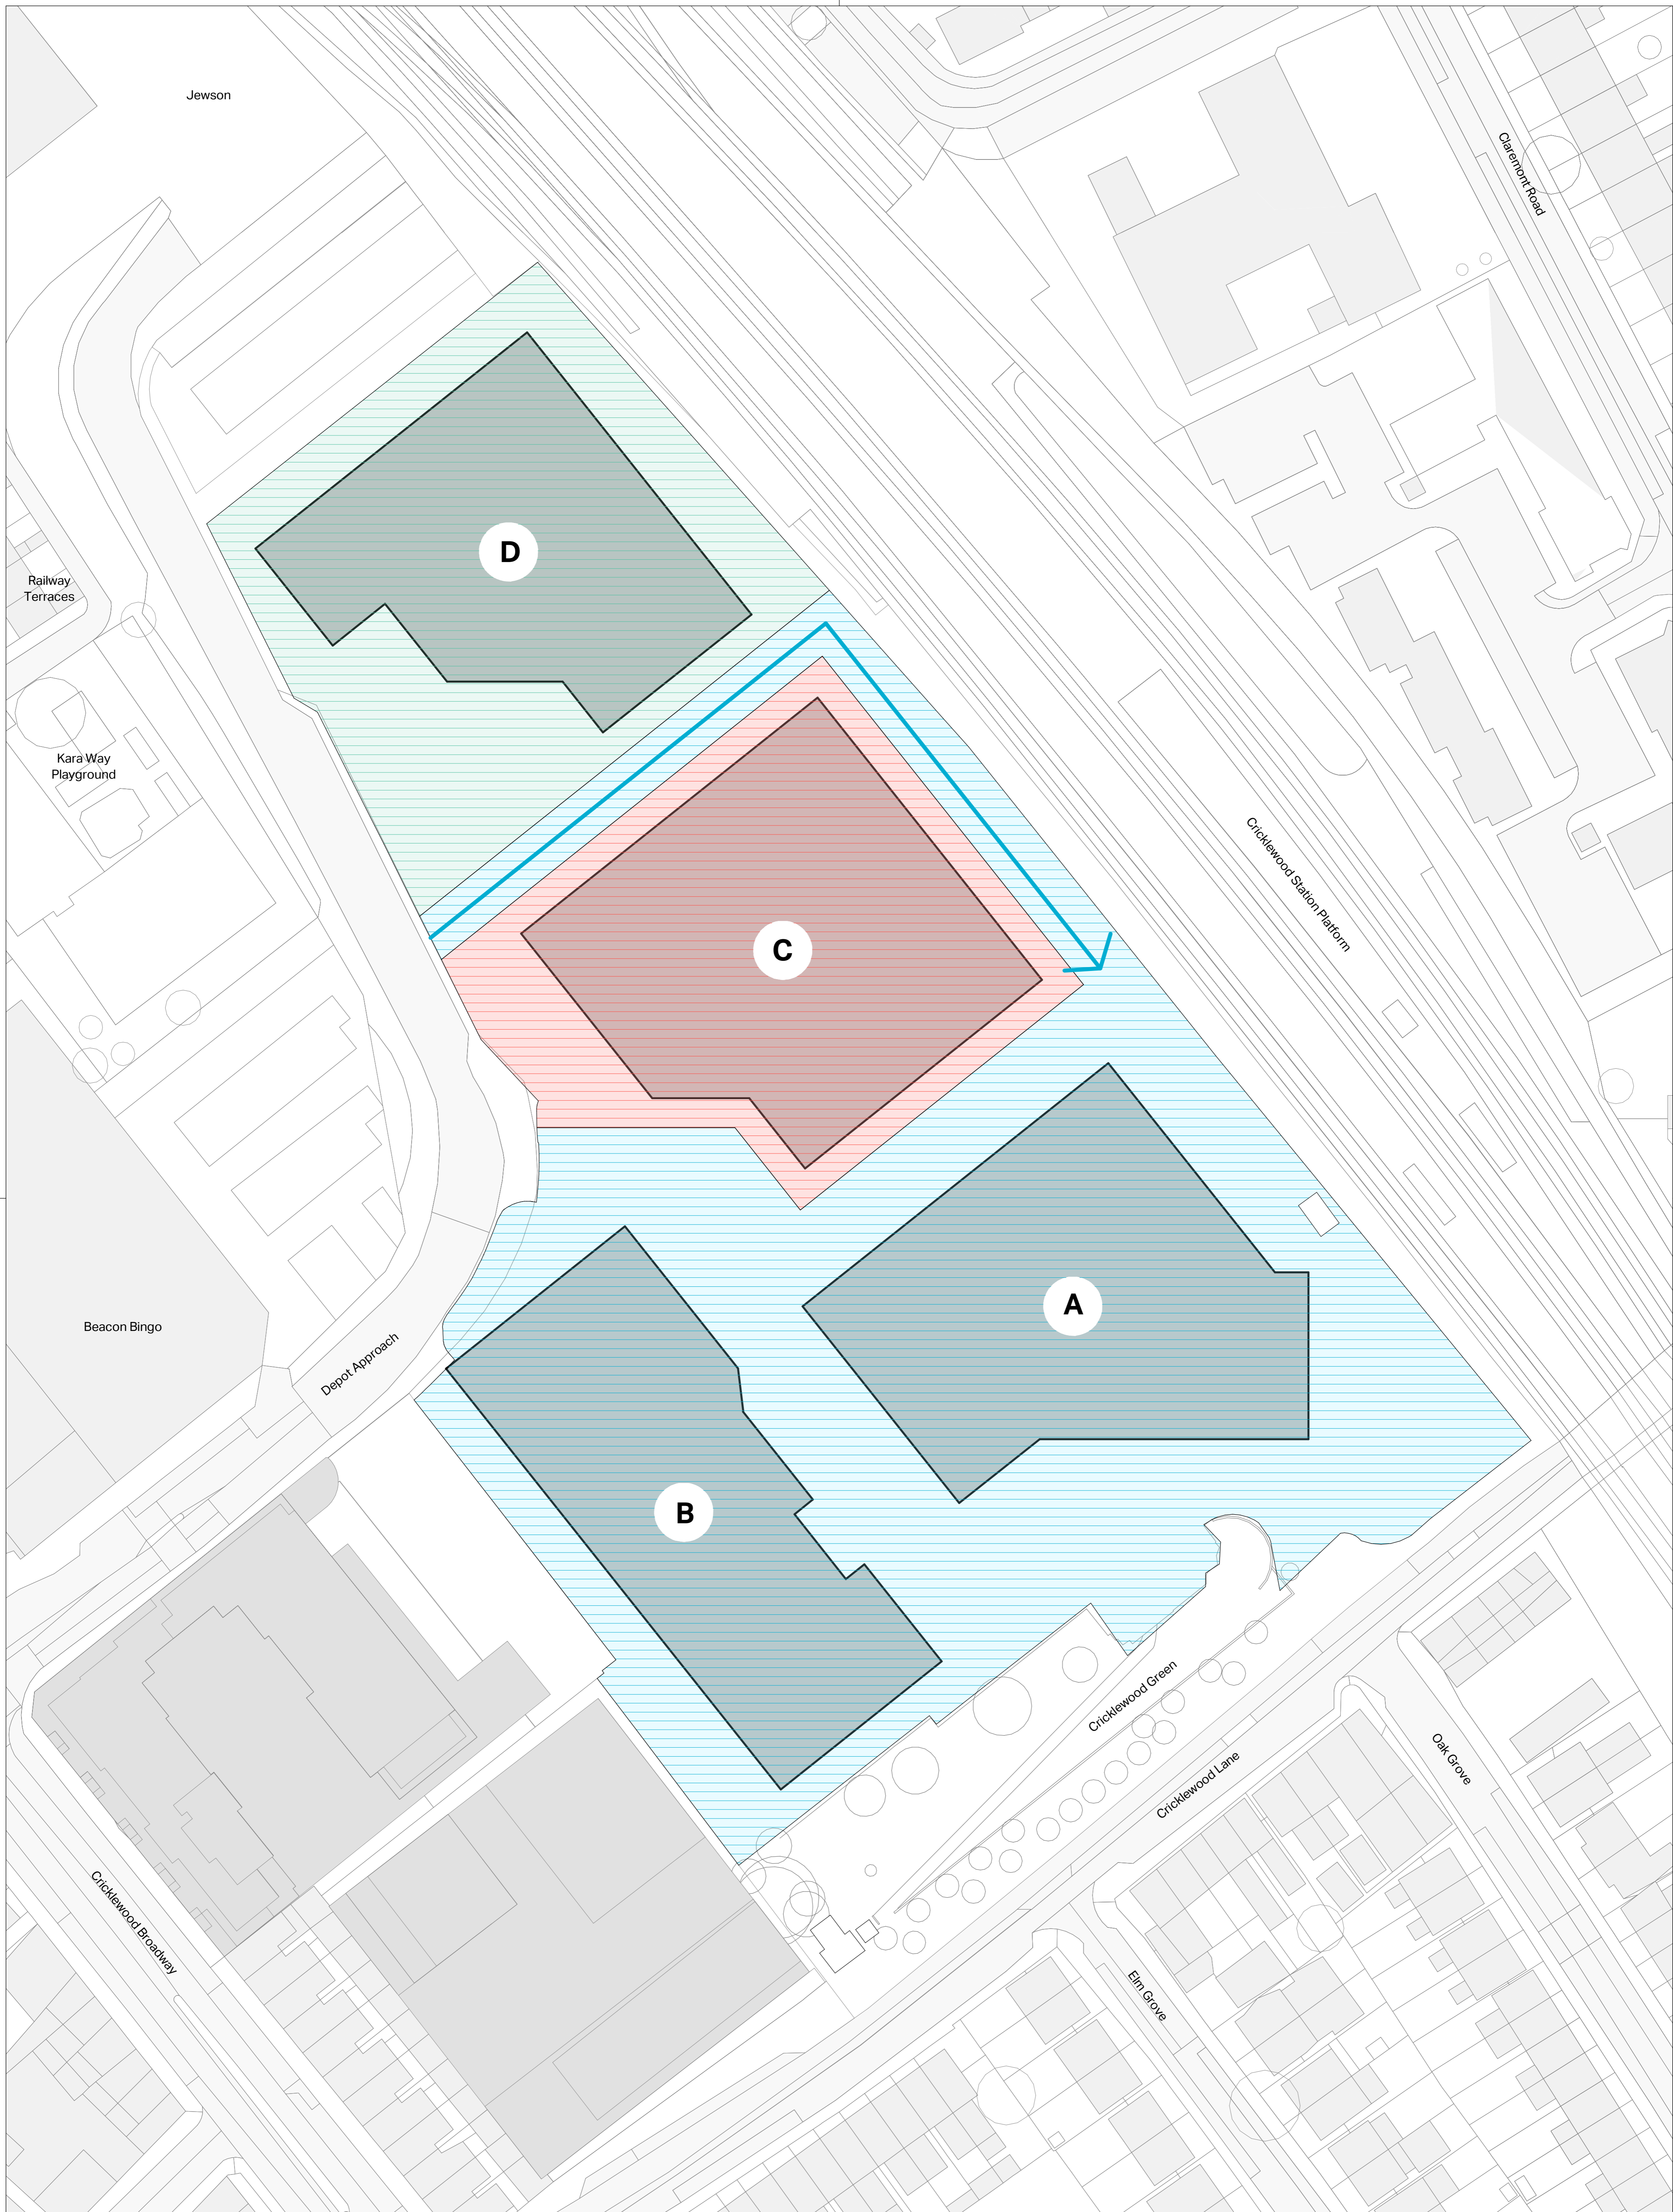 Jewson
Claremont Road
D
Railway
Terraces
Kara Way
Playground
Cricklewood Station Platform
C
A
Beacon Bingo
Depot Approach
B
Cricklewood Green
Cricklewood Lane
Oak Grove
Cricklewood Broadway
Elm Grove